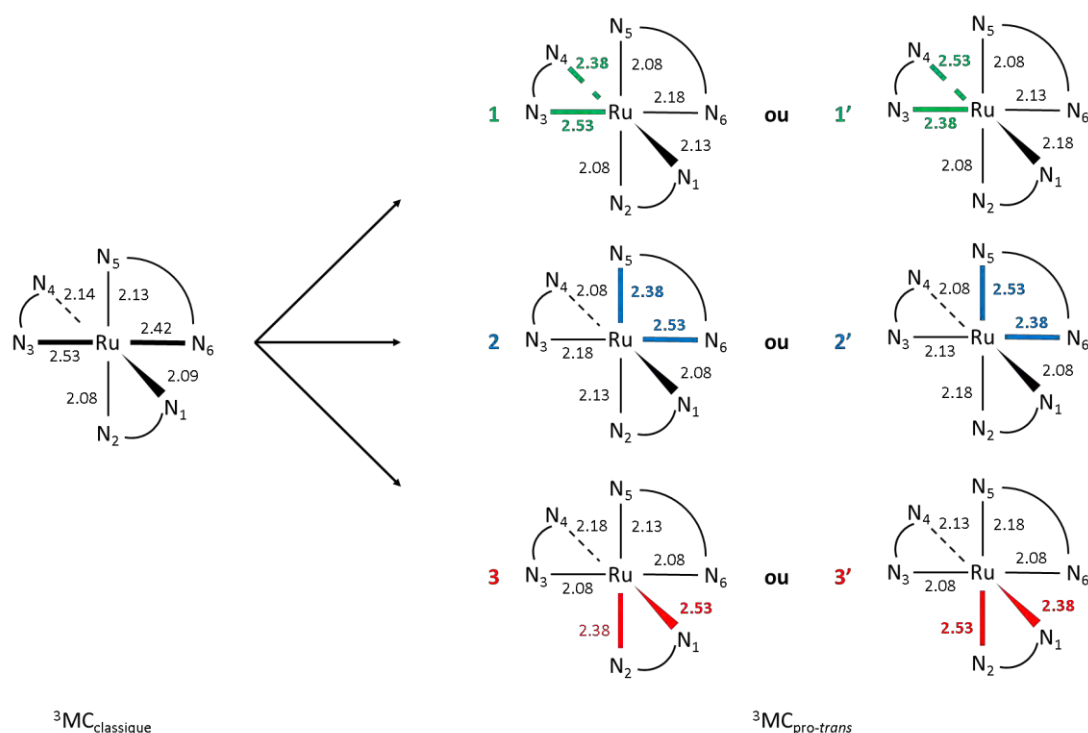 N5
N4 2.38 2.08
2.18
1 N3 Ru N6
2.53
2.08 2.13
N1
N2
ou
N5
N4 2.53 2.08
2.13
1’ N3 Ru N6
2.38
2.08 2.18
N1
N2
N5
N4 2.14 2.13
2.42
N3 Ru N6
2.53
2.08 2.09
N1
N2
N5
N4 2.08 2.38
2.53
2 N3 Ru N6
2.18
2.13 2.08
N1
N2
ou
N5
N4 2.08 2.53
2.38
2’ N3 Ru N6
2.13
2.18 2.08
N1
N2
N5
N4 2.18 2.13
2.08
3 N3 Ru N6
2.08
2.38 2.53
N1
N2
ou
N5
N4 2.13 2.18
2.08
3’ N3 Ru N6
2.08
2.53 2.38
N1
N2
3MCclassique
3MCpro-trans